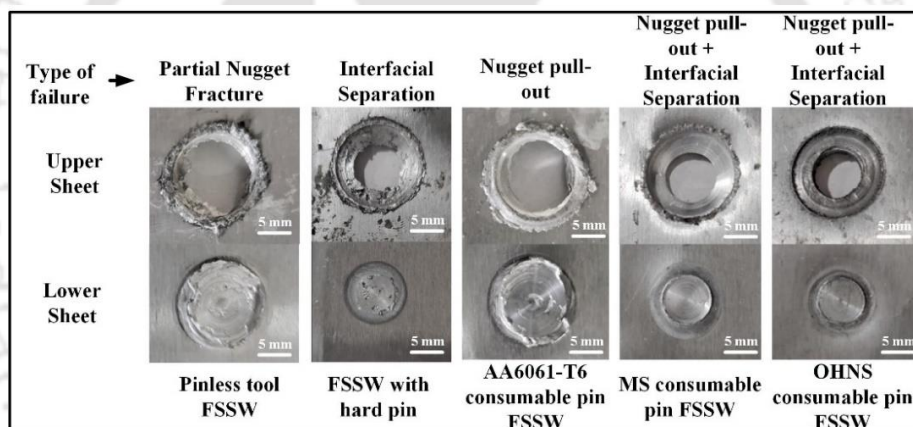 Type of
failure
Partial Nugget
Fracture
Interfacial
Separation
Nugget pull-
out
Nugget pull-
out +
Interfacial
Separation
Nugget pull-
out +
Interfacial
Separation
Upper
Sheet
5 mm
5 mm
5 mm
5 mm
5 mm
Lower
Sheet
5 mm
5 mm
5 mm
5 mm
5 mm
Pinless tool
FSSW
FSSW with
hard pin
AA6061-T6
consumable pin
FSSW
MS consumable
pin FSSW
OHNS
consumable pin
FSSW